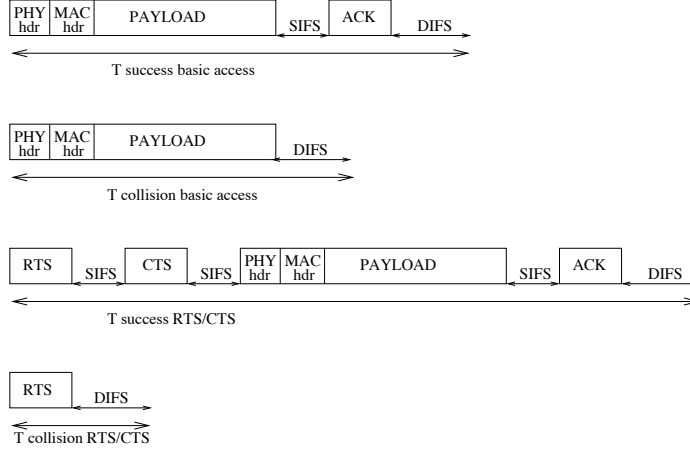 PHY MAC PAYLOAD ACK
hdr hdr SIFS DIFS
T success basic access
PHY MAC PAYLOAD
hdr hdr DIFS
T collision basic access
RTS CTS PHY MAC PAYLOAD ACK
SIFS SIFS hdr hdr SIFS DIFS
T success RTS/CTS
RTS
DIFS
T collision RTS/CTS